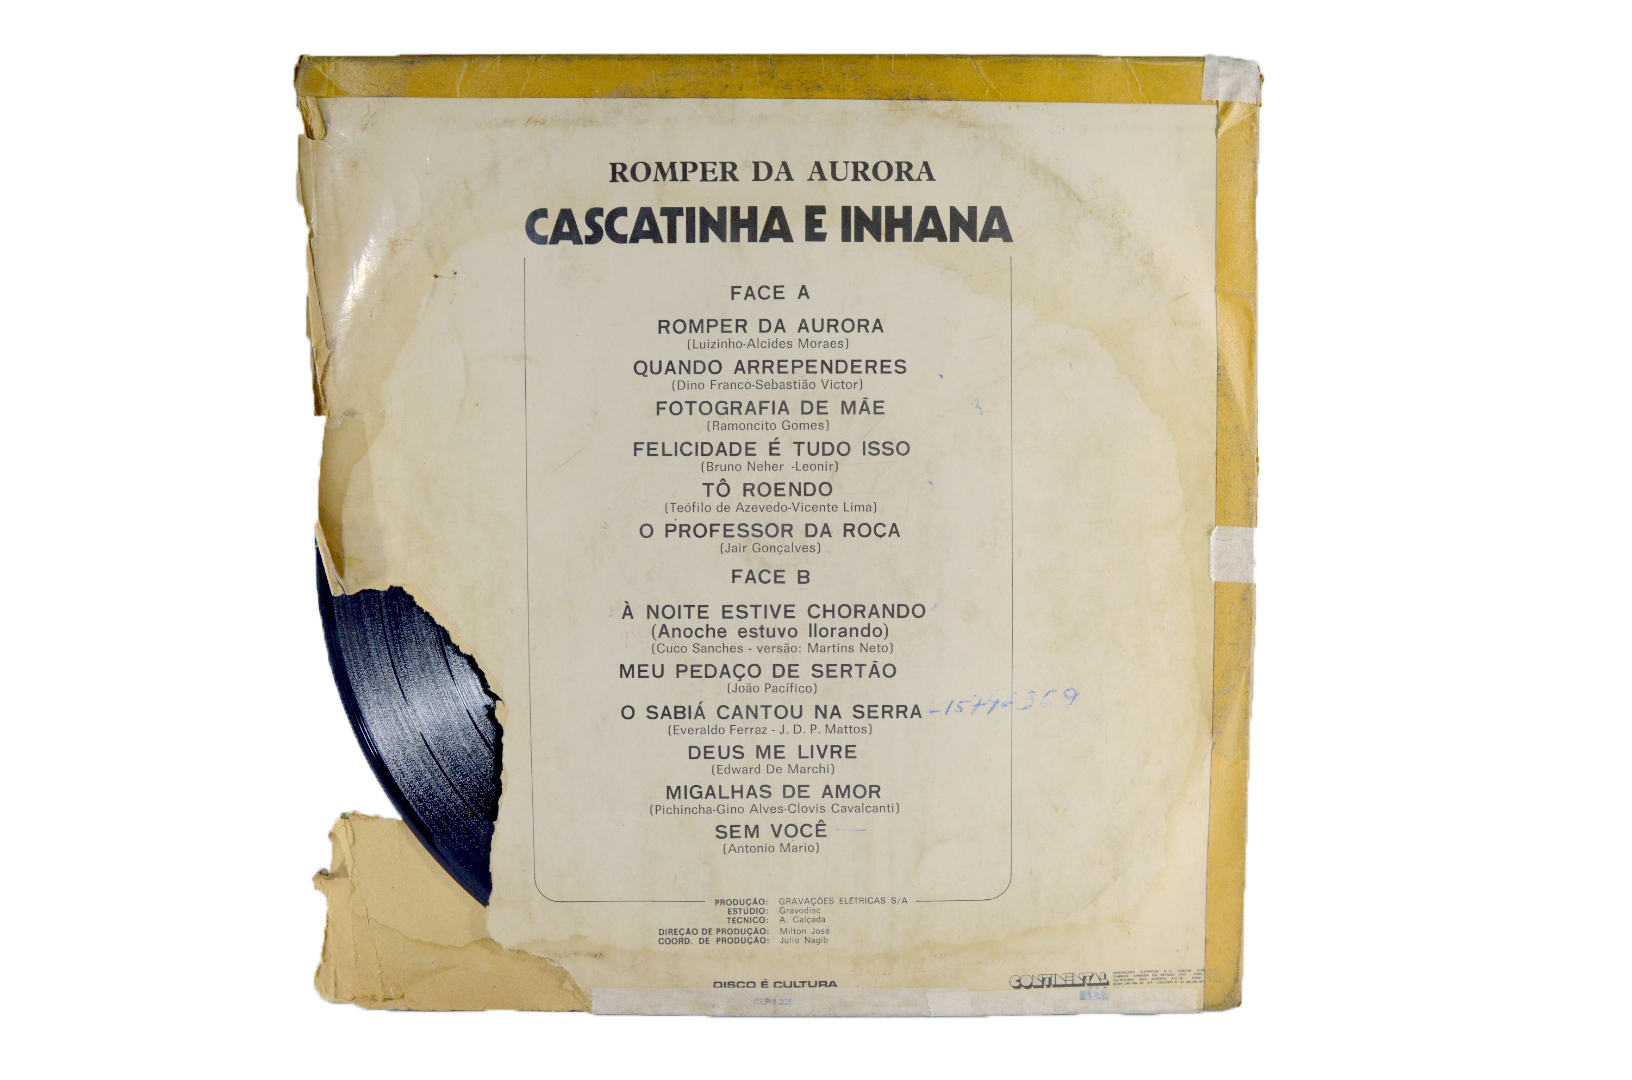 ROMPER DA AURORA
CASCATINHA E INHANA
FACE A
ROMPER DA AURORA
(Luizinho-Alcides Moraes)
QUANDO ARREPENDERES
(Dino Franco-Sebastião Victor)
FOTOGRAFIA DE MÃE
(Ramoncito Gomes)
FELICIDADE É TUDO ISSO
(Bruno Neher -Leonir)
TÔ ROENDO
(Teófilo de Azevedo-Vicente Lima)
O PROFESSOR DA ROÇA
(Jair Gonçalves)
FACE B
À NOITE ESTIVE CHORANDO
(Anoche estuvo llorando)
(Cuco Sanches - versão: Martins Neto)
MEU PEDAÇO DE SERTÃO
(João Pacífico)
O SABIÁ CANTOU NA SERRA
(Everaldo Ferraz - J. D. P. Mattos)
DEUS ME LIVRE
(Edward De Marchi)
MIGALHAS DE AMOR
(Pichincha-Gino Alves-Clovis Cavalcanti)
SEM VOCÊ
(Antonio Mario)
PRODUÇÃO: GRAVAÇÕES ELÉTRICAS S/A
ESTÚDIO: Gravodisc
TÉCNICO: A. Calçada
DIREÇÃO DE PRODUÇÃO: Milton José
COORD. DE PRODUÇÃO: Julio Nagib
DISCO É CULTURA
CONTINENTAL